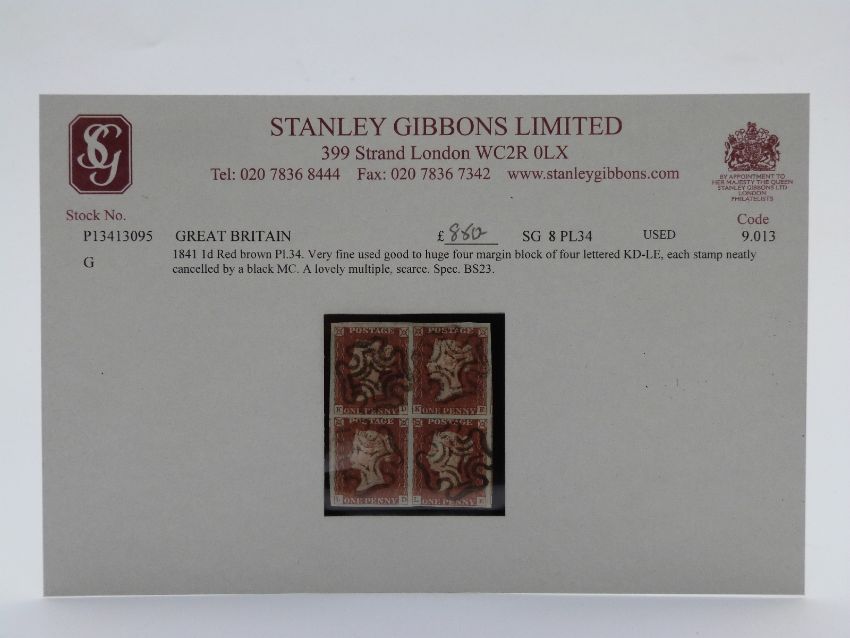 SG
STANLEY GIBBONS LIMITED
399 Strand London WC2R 0LX
Tel: 020 7836 8444 Fax: 020 7836 7342 www.stanleygibbons.com
BY APPOINTMENT TO
HER MAJESTY THE QUEEN
STANLEY GIBBONS LTD
LONDON
PHILATELISTS
Stock No. Code
P13413095 GREAT BRITAIN £ 880 SG 8 PL34 USED 9.013
G
1841 1d Red brown Pl.34. Very fine used good to huge four margin block of four lettered KD-LE, each stamp neatly
cancelled by a black MC. A lovely multiple, scarce. Spec. BS23.
POSTAGE POSTAGE
K ONE PENNY D K ONE PENNY E
POSTAGE POSTAGE
L ONE PENNY D L ONE PENNY E